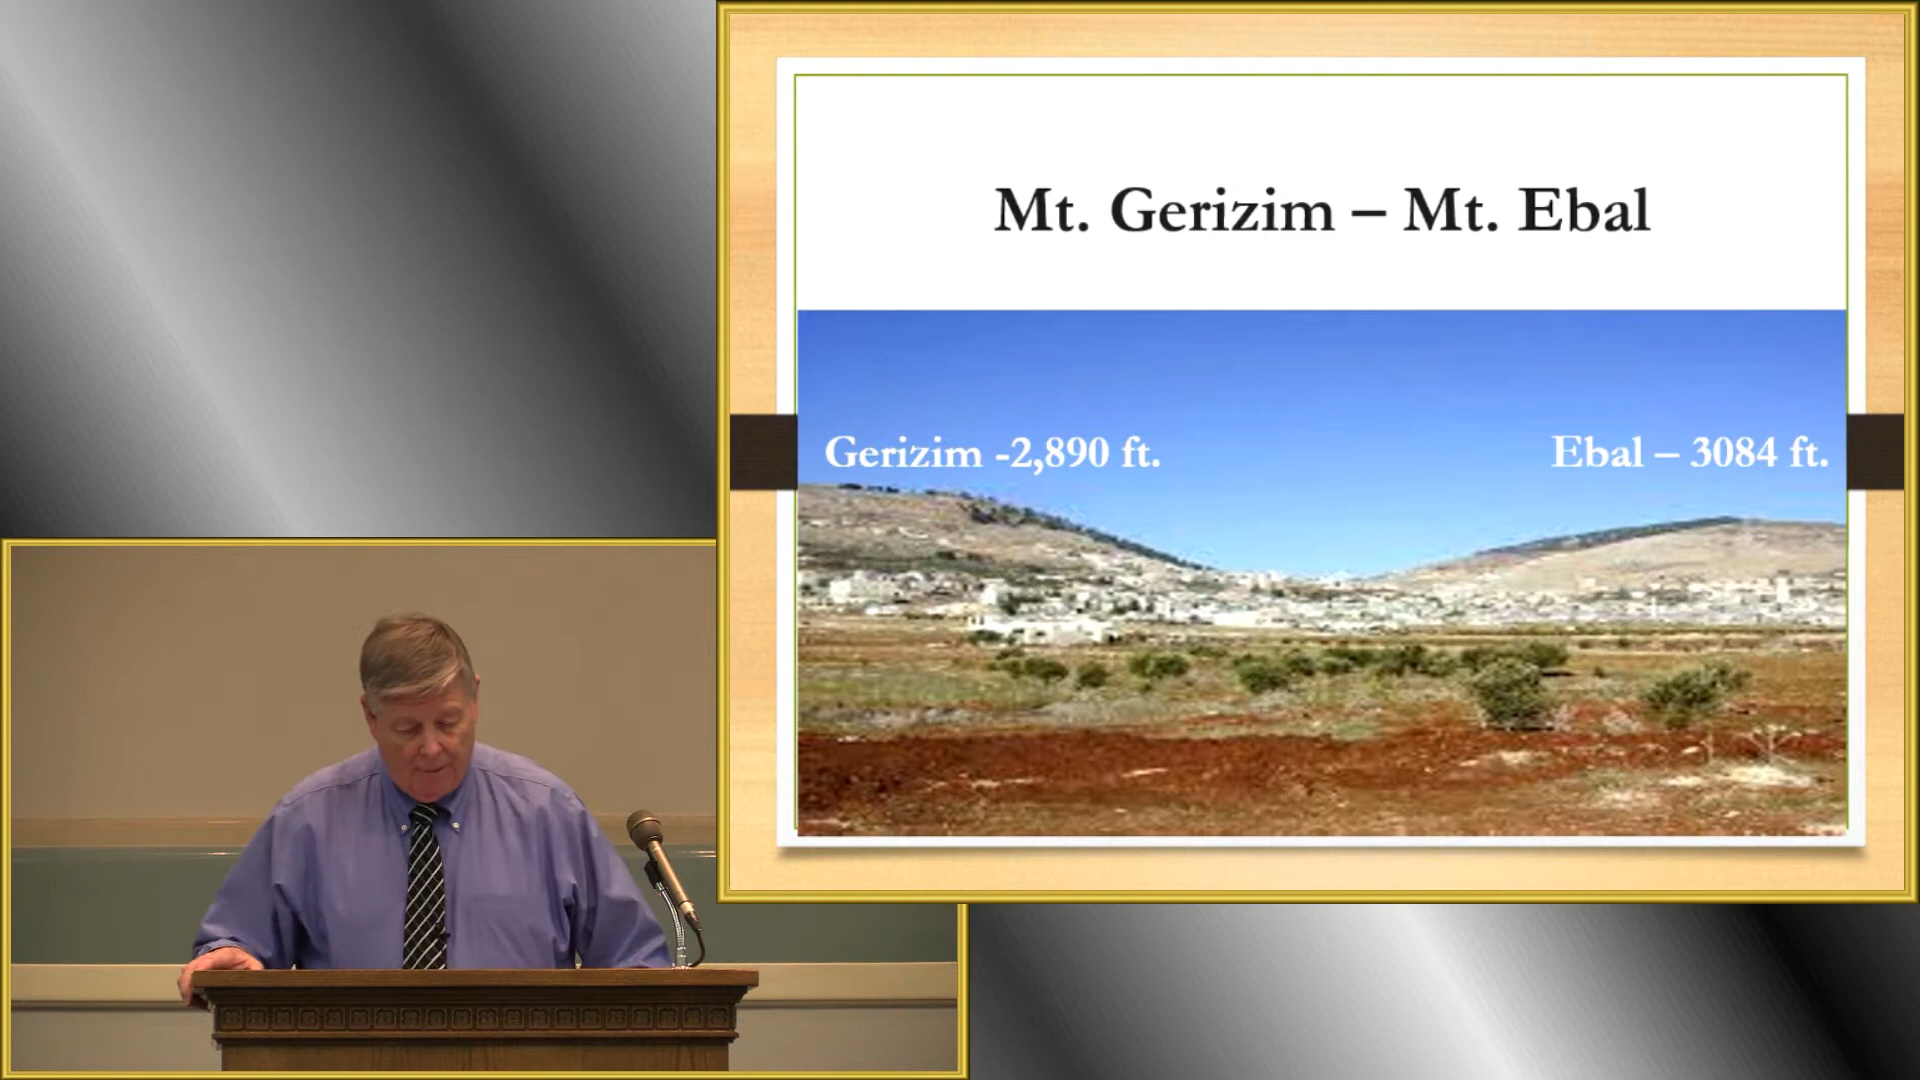 Mt. Gerizim – Mt. Ebal
Gerizim -2,890 ft.
Ebal – 3084 ft.